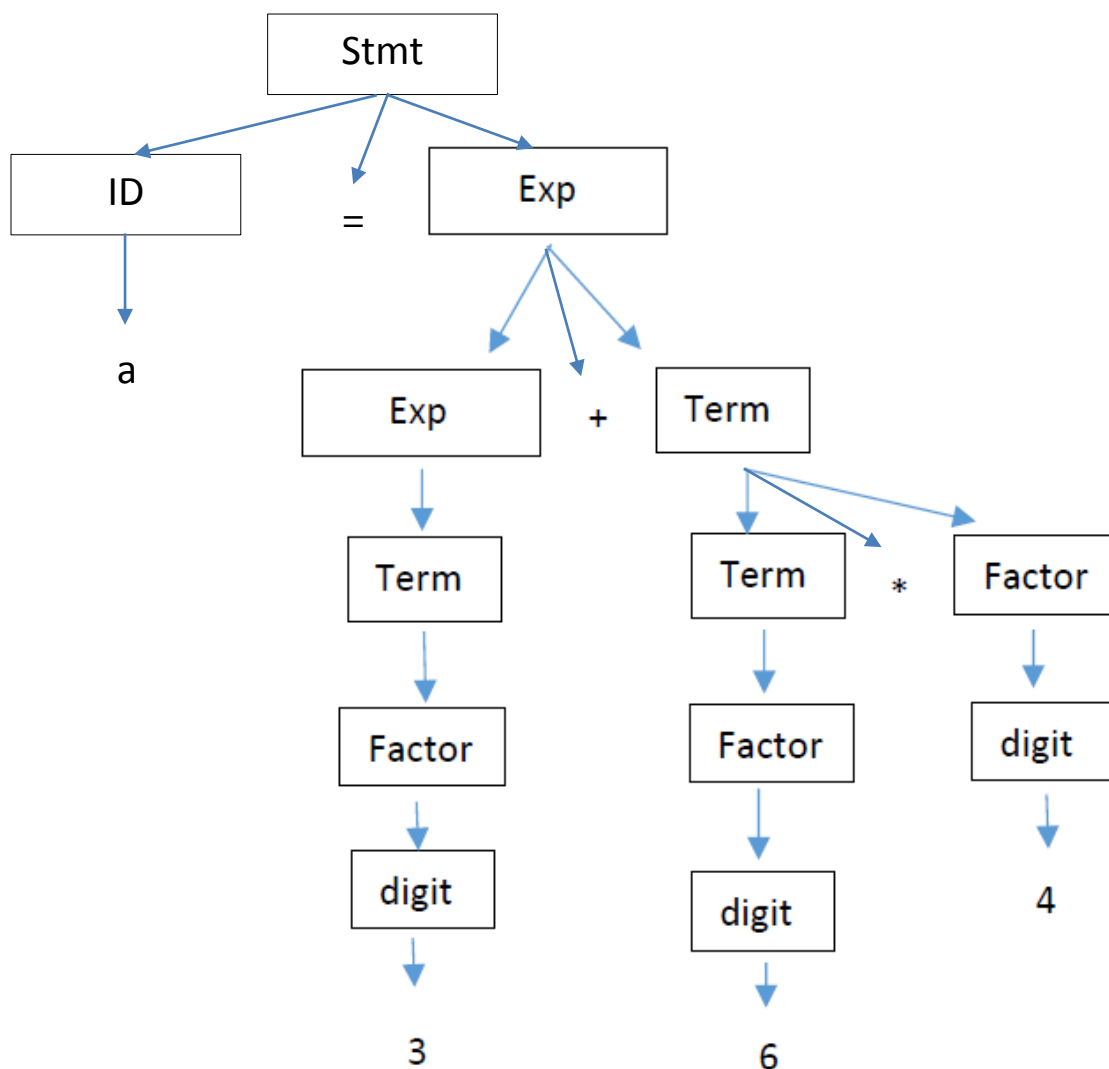 Stmt
ID
=
Exp
a
Exp
+
Term
Term
Term
*
Factor
Factor
Factor
digit
digit
digit
4
3
6